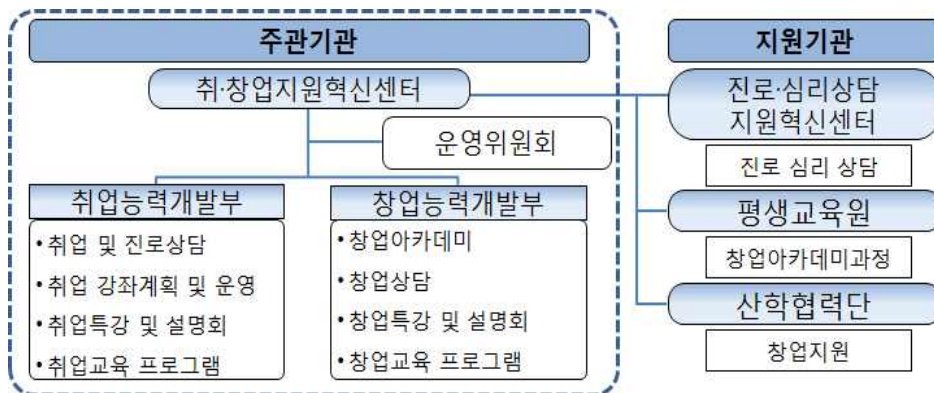 주관기관
취·창업지원혁신센터
운영위원회
취업능력개발부
• 취업 및 진로상담
• 취업 강좌계획 및 운영
• 취업특강 및 설명회
• 취업교육 프로그램
창업능력개발부
• 창업아카데미
• 창업상담
• 창업특강 및 설명회
• 창업교육 프로그램
지원기관
진로·심리상담
지원혁신센터
진로 심리 상담
평생교육원
창업아카데미과정
산학협력단
창업지원